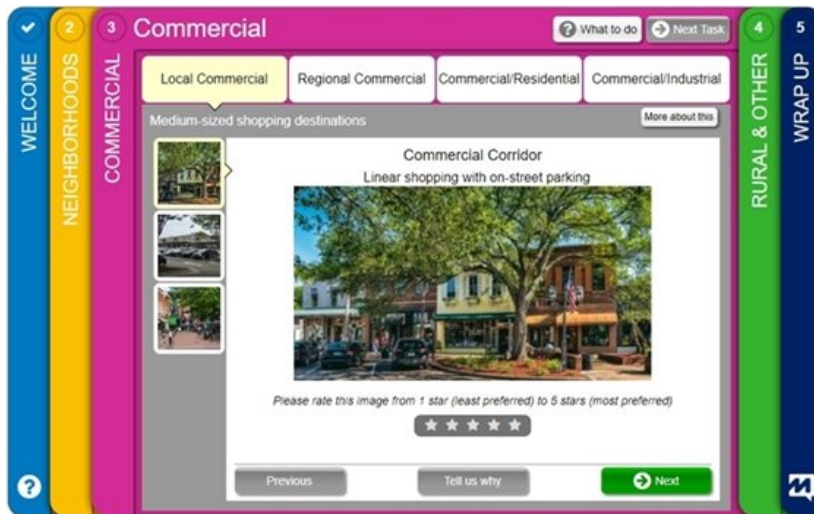 WELCOME
2
NEIGHBORHOODS
3
COMMERCIAL
Commercial
? What to do
Next Task
Local Commercial
Regional Commercial
Commercial/Residential
Commercial/Industrial
Medium-sized shopping destinations
More about this
Commercial Corridor
Linear shopping with on-street parking
Please rate this image from 1 star (least preferred) to 5 stars (most preferred)
Previous
Tell us why
Next
4
RURAL & OTHER
5
WRAP UP
?